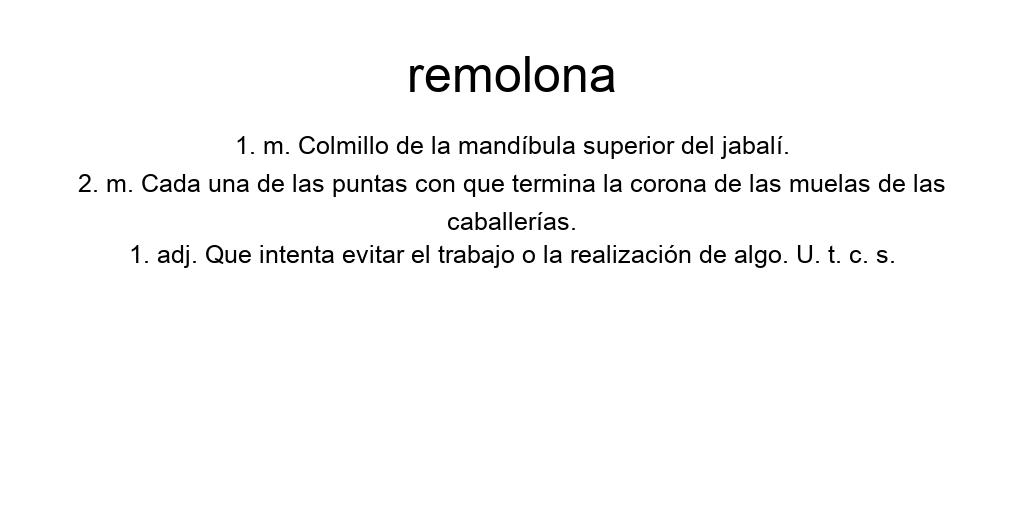 remolona
1. m. Colmillo de la mandíbula superior del jabalí.
2. m. Cada una de las puntas con que termina la corona de las muelas de las
caballerías.
1. adj. Que intenta evitar el trabajo o la realización de algo. U. t. c. s.